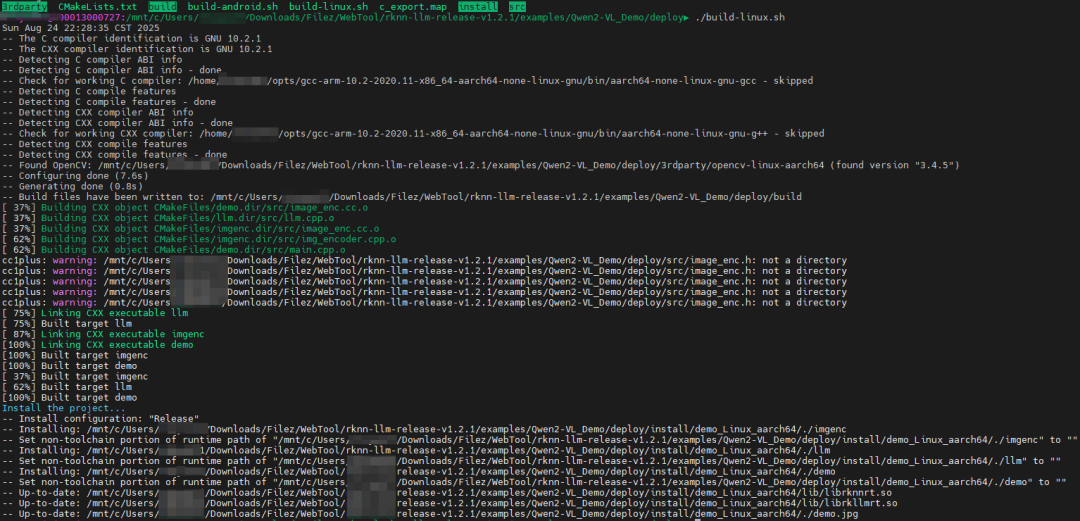 3rdparty CMakeLists.txt build build-android.sh build-linux.sh c_export.map install src
0013000727:/mnt/c/Users/ /Downloads/Filez/WebTool/rknn-llm-release-v1.2.1/examples/Qwen2-VL_Demo/deploy▶ ./build-linux.sh
Sun Aug 24 22:28:35 CST 2025
-- The C compiler identification is GNU 10.2.1
-- The CXX compiler identification is GNU 10.2.1
-- Detecting C compiler ABI info
-- Detecting C compiler ABI info - done
-- Check for working C compiler: /home/ /opts/gcc-arm-10.2-2020.11-x86_64-aarch64-none-linux-gnu/bin/aarch64-none-linux-gnu-gcc - skipped
-- Detecting C compile features
-- Detecting C compile features - done
-- Detecting CXX compiler ABI info
-- Detecting CXX compiler ABI info - done
-- Check for working CXX compiler: /home/ /opts/gcc-arm-10.2-2020.11-x86_64-aarch64-none-linux-gnu/bin/aarch64-none-linux-gnu-g++ - skipped
-- Detecting CXX compile features
-- Detecting CXX compile features - done
-- Found OpenCV: /mnt/c/Users/ /Downloads/Filez/WebTool/rknn-llm-release-v1.2.1/examples/Qwen2-VL_Demo/deploy/3rdparty/opencv-linux-aarch64 (found version "3.4.5")
-- Configuring done (7.6s)
-- Generating done (0.8s)
-- Build files have been written to: /mnt/c/Users/ /Downloads/Filez/WebTool/rknn-llm-release-v1.2.1/examples/Qwen2-VL_Demo/deploy/build
[ 37%] Building CXX object CMakeFiles/demo.dir/src/image_enc.cc.o
[ 37%] Building CXX object CMakeFiles/llm.dir/src/llm.cpp.o
[ 37%] Building CXX object CMakeFiles/imgenc.dir/src/image_enc.cc.o
[ 62%] Building CXX object CMakeFiles/imgenc.dir/src/img_encoder.cpp.o
[ 62%] Building CXX object CMakeFiles/demo.dir/src/main.cpp.o
cc1plus: warning: /mnt/c/Users Downloads/Filez/WebTool/rknn-llm-release-v1.2.1/examples/Qwen2-VL_Demo/deploy/src/image_enc.h: not a directory
cc1plus: warning: /mnt/c/Users Downloads/Filez/WebTool/rknn-llm-release-v1.2.1/examples/Qwen2-VL_Demo/deploy/src/image_enc.h: not a directory
cc1plus: warning: /mnt/c/Users Downloads/Filez/WebTool/rknn-llm-release-v1.2.1/examples/Qwen2-VL_Demo/deploy/src/image_enc.h: not a directory
cc1plus: warning: /mnt/c/Users /Downloads/Filez/WebTool/rknn-llm-release-v1.2.1/examples/Qwen2-VL_Demo/deploy/src/image_enc.h: not a directory
cc1plus: warning: /mnt/c/Users /Downloads/Filez/WebTool/rknn-llm-release-v1.2.1/examples/Qwen2-VL_Demo/deploy/src/image_enc.h: not a directory
[ 75%] Linking CXX executable llm
[ 75%] Built target llm
[ 87%] Linking CXX executable imgenc
[100%] Linking CXX executable demo
[100%] Built target imgenc
[100%] Built target demo
[ 37%] Built target imgenc
[ 62%] Built target llm
[100%] Built target demo
Install the project...
-- Install configuration: "Release"
-- Installing: /mnt/c/Users/ /Downloads/Filez/WebTool/rknn-llm-release-v1.2.1/examples/Qwen2-VL_Demo/deploy/install/demo_Linux_aarch64/./imgenc
-- Set non-toolchain portion of runtime path of "/mnt/c/Users/ /Downloads/Filez/WebTool/rknn-llm-release-v1.2.1/examples/Qwen2-VL_Demo/deploy/install/demo_Linux_aarch64/./imgenc" to ""
-- Installing: /mnt/c/Users/ /Downloads/Filez/WebTool/rknn-llm-release-v1.2.1/examples/Qwen2-VL_Demo/deploy/install/demo_Linux_aarch64/./llm
-- Set non-toolchain portion of runtime path of "/mnt/c/Users/ /Downloads/Filez/WebTool/rknn-llm-release-v1.2.1/examples/Qwen2-VL_Demo/deploy/install/demo_Linux_aarch64/./llm" to ""
-- Installing: /mnt/c/Users/ /Downloads/Filez/WebTool/rknn-llm-release-v1.2.1/examples/Qwen2-VL_Demo/deploy/install/demo_Linux_aarch64/./demo
-- Set non-toolchain portion of runtime path of "/mnt/c/Users/ /Downloads/Filez/WebTool/rknn-llm-release-v1.2.1/examples/Qwen2-VL_Demo/deploy/install/demo_Linux_aarch64/./demo" to ""
-- Up-to-date: /mnt/c/Users/ /Downloads/Filez/WebTool/rknn-llm-release-v1.2.1/examples/Qwen2-VL_Demo/deploy/install/demo_Linux_aarch64/lib/librknnrt.so
-- Up-to-date: /mnt/c/Users/ /Downloads/Filez/WebTool/rknn-llm-release-v1.2.1/examples/Qwen2-VL_Demo/deploy/install/demo_Linux_aarch64/lib/librkllmrt.so
-- Up-to-date: /mnt/c/Users/ /Downloads/Filez/WebTool/rknn-llm-release-v1.2.1/examples/Qwen2-VL_Demo/deploy/install/demo_Linux_aarch64/./demo.jpg